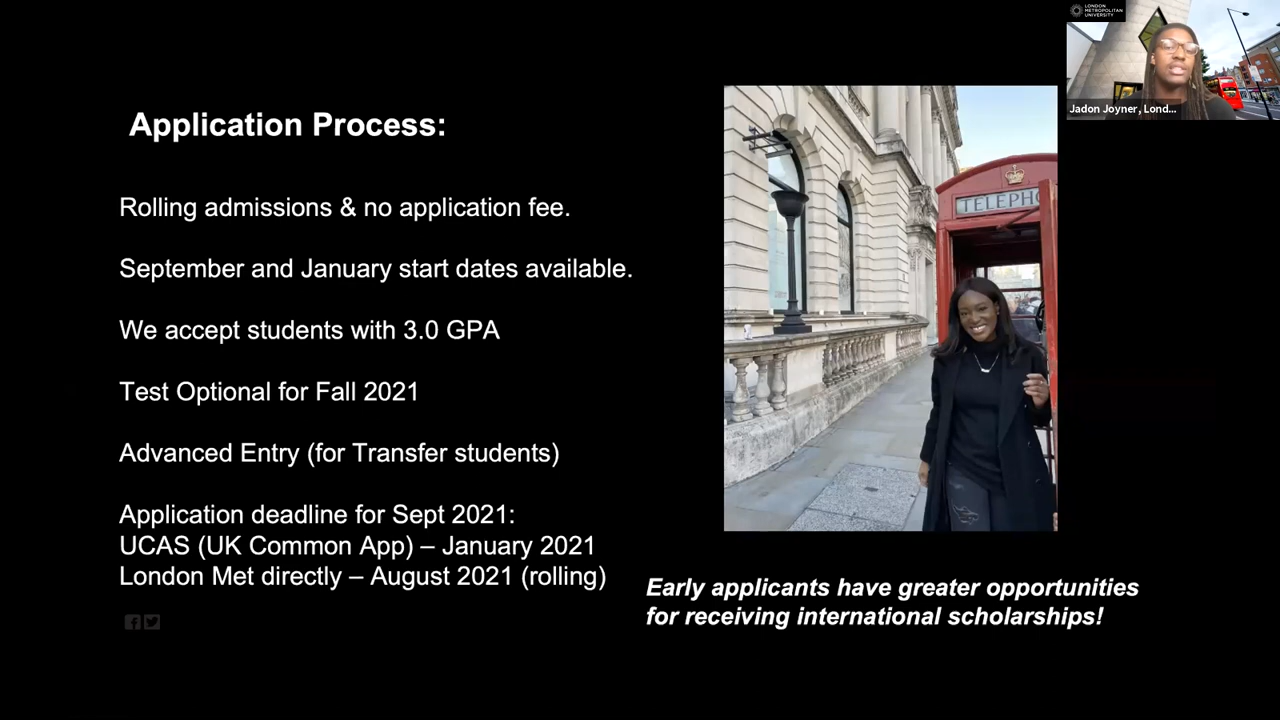 LONDON
METROPOLITAN
UNIVERSITY
Jadon Joyner, Lond...
Application Process:
Rolling admissions & no application fee.
September and January start dates available.
We accept students with 3.0 GPA
Test Optional for Fall 2021
Advanced Entry (for Transfer students)
Application deadline for Sept 2021:
UCAS (UK Common App) – January 2021
London Met directly – August 2021 (rolling)
TELEPHO
Early applicants have greater opportunities
for receiving international scholarships!